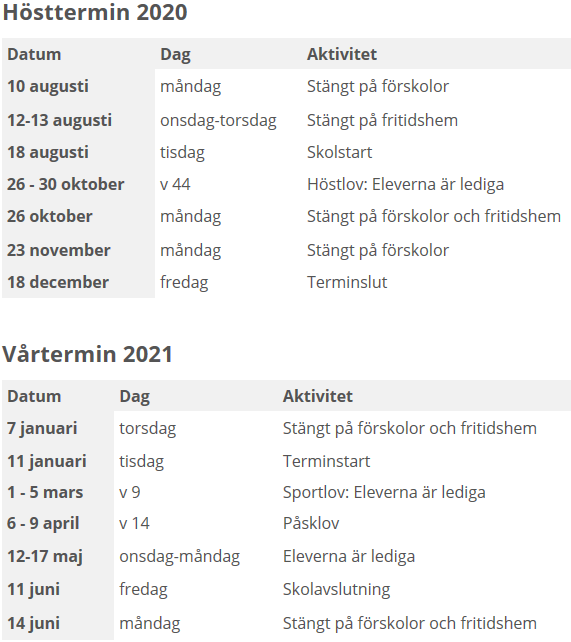 Hösttermin 2020
Datum Dag Aktivitet
10 augusti måndag Stängt på förskolor
12-13 augusti onsdag-torsdag Stängt på fritidshem
18 augusti tisdag Skolstart
26 - 30 oktober v 44 Höstlov: Eleverna är lediga
26 oktober måndag Stängt på förskolor och fritidshem
23 november måndag Stängt på förskolor
18 december fredag Terminslut
Vårtermin 2021
Datum Dag Aktivitet
7 januari torsdag Stängt på förskolor och fritidshem
11 januari tisdag Terminstart
1 - 5 mars v 9 Sportlov: Eleverna är lediga
6 - 9 april v 14 Påsklov
12-17 maj onsdag-måndag Eleverna är lediga
11 juni fredag Skolavslutning
14 juni måndag Stängt på förskolor och fritidshem